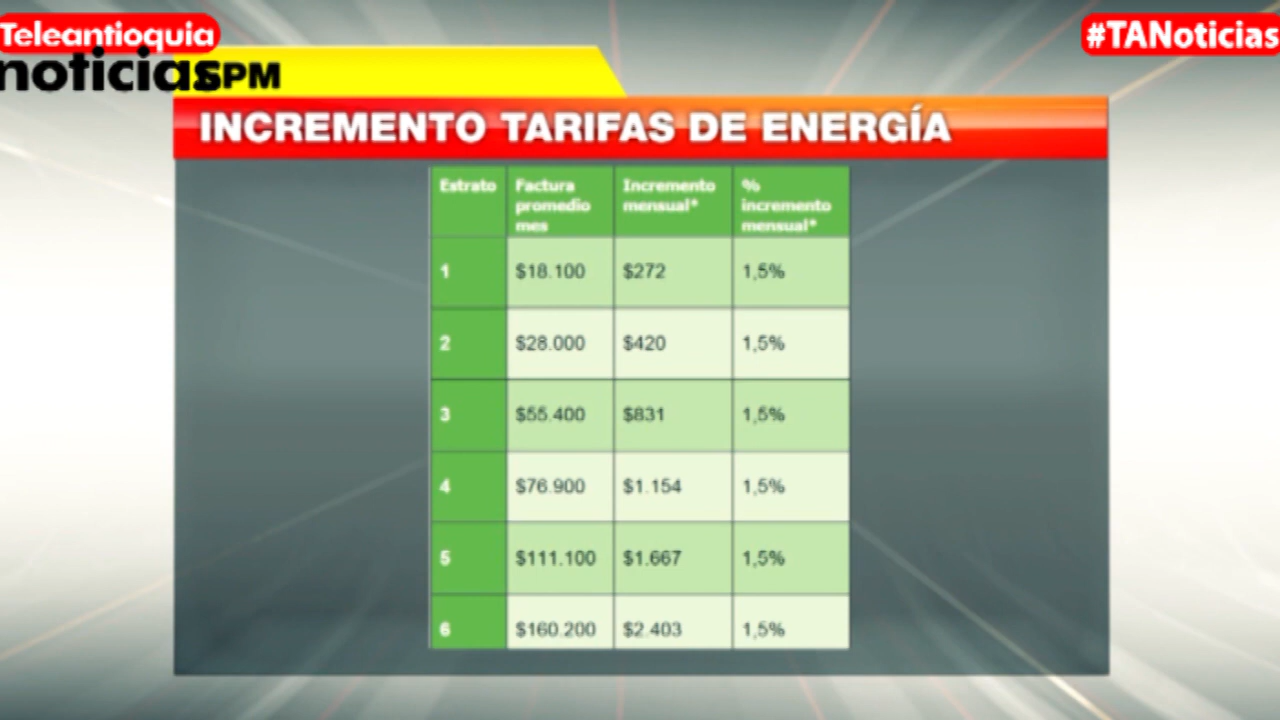 Teleantioquia
noticias
#TANoticias
INCREMENTO TARIFAS DE ENERGÍA
Estrato Factura promedio mes Incremento mensual* % incremento mensual*
1 $18.100 $272 1,5%
2 $28.000 $420 1,5%
3 $55.400 $831 1,5%
4 $76.900 $1.154 1,5%
5 $111.100 $1.667 1,5%
6 $160.200 $2.403 1,5%